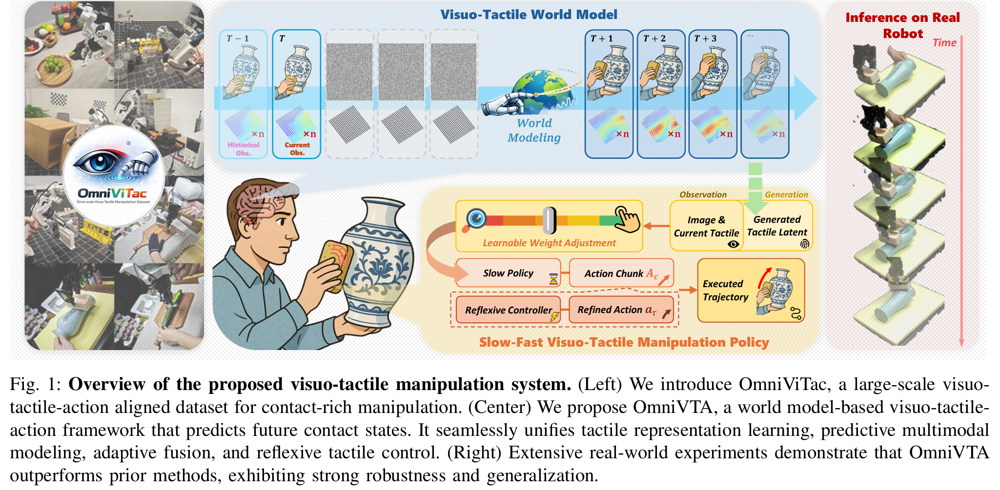 Visuo-Tactile World Model
T − 1
Historical
Obs.
×n
T
Current
Obs.
×n
World
Modeling
T + 1
×n
T + 2
×n
T + 3
×n
...
×n
Inference on Real
Robot
Time
OmniViTac
Omni-scale Visuo-Tactile Manipulation Dataset
Observation
Generation
Image &
Current Tactile
Generated
Tactile Latent
Learnable Weight Adjustment
Slow Policy
Action Chunk A_c
Reflexive Controller
Refined Action a_r
Executed
Trajectory
Slow-Fast Visuo-Tactile Manipulation Policy
Fig. 1: Overview of the proposed visuo-tactile manipulation system. (Left) We introduce OmniViTac, a large-scale visuo-
tactile-action aligned dataset for contact-rich manipulation. (Center) We propose OmniVTA, a world model-based visuo-tactile-
action framework that predicts future contact states. It seamlessly unifies tactile representation learning, predictive multimodal
modeling, adaptive fusion, and reflexive tactile control. (Right) Extensive real-world experiments demonstrate that OmniVTA
outperforms prior methods, exhibiting strong robustness and generalization.